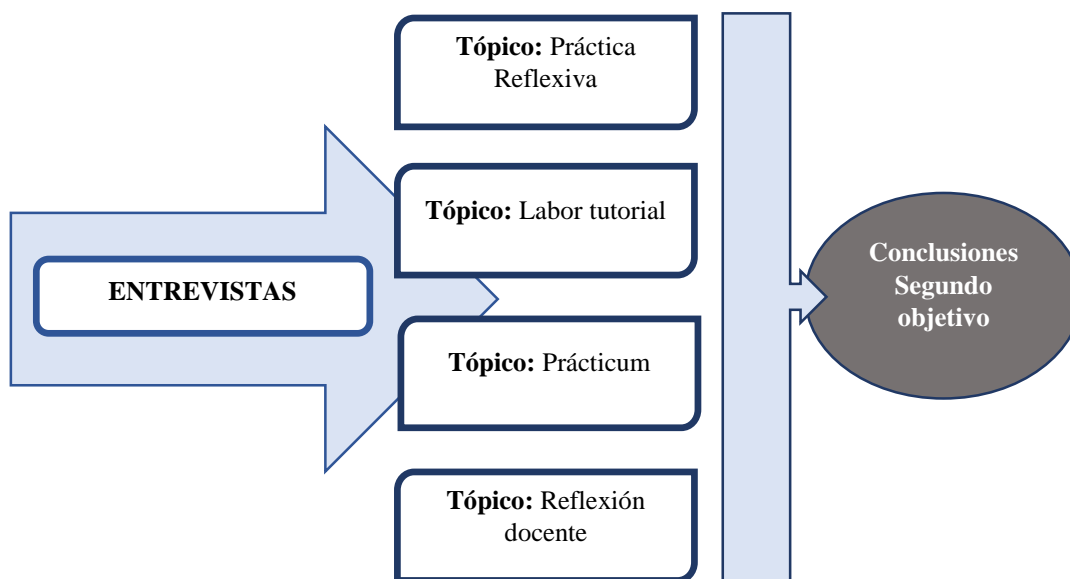 Tópico: Práctica
Reflexiva
Tópico: Labor tutorial
ENTREVISTAS
Tópico: Prácticum
Tópico: Reflexión
docente
Conclusiones
Segundo
objetivo